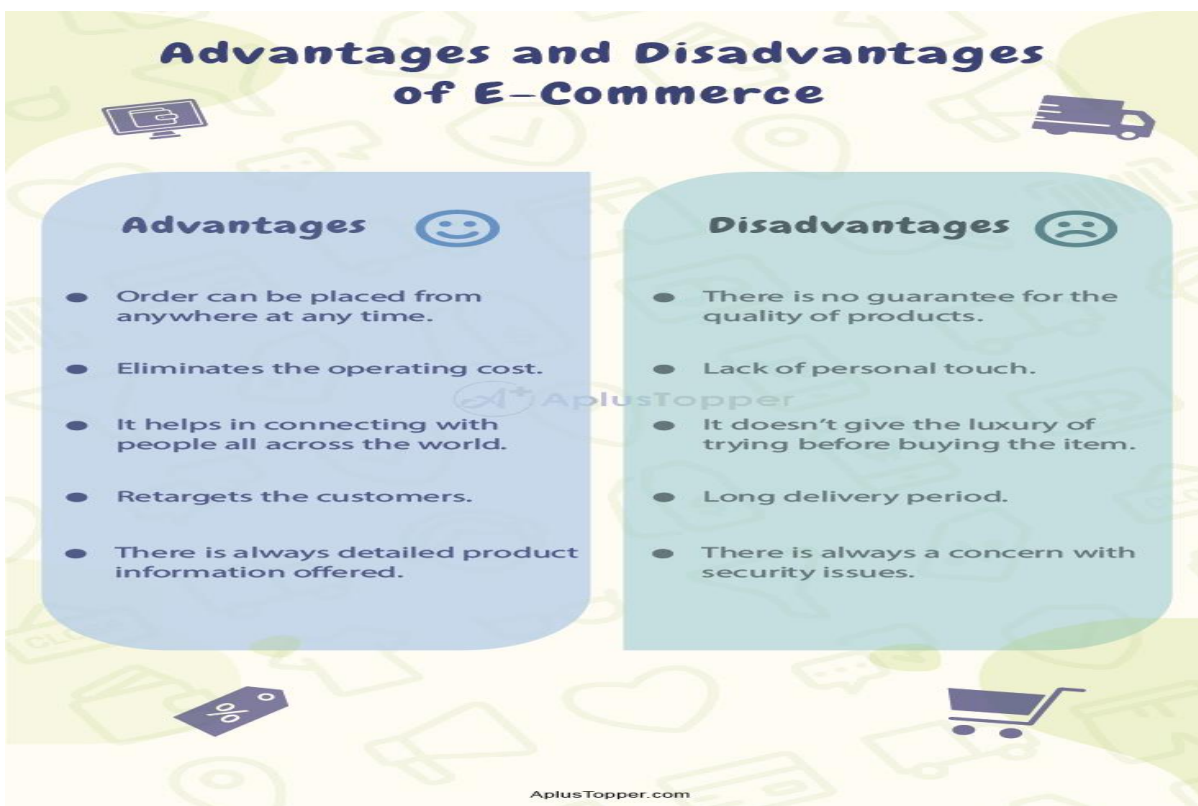 Advantages and Disadvantages
of E-Commerce
Advantages
Order can be placed from
anywhere at any time.
Eliminates the operating cost.
It helps in connecting with
people all across the world.
Retargets the customers.
There is always detailed product
information offered.
Disadvantages
There is no guarantee for the
quality of products.
Lack of personal touch.
It doesn't give the luxury of
trying before buying the item.
Long delivery period.
There is always a concern with
security issues.
A+ AplusTopper
%
AplusTopper.com